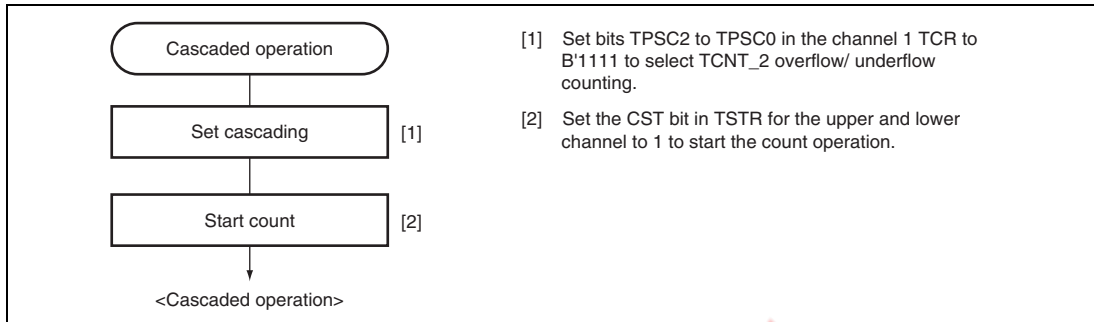 Cascaded operation
Set cascading
[1]
Start count
[2]
<Cascaded operation>
[1] Set bits TPSC2 to TPSC0 in the channel 1 TCR to
B'1111 to select TCNT_2 overflow/ underflow
counting.
[2] Set the CST bit in TSTR for the upper and lower
channel to 1 to start the count operation.